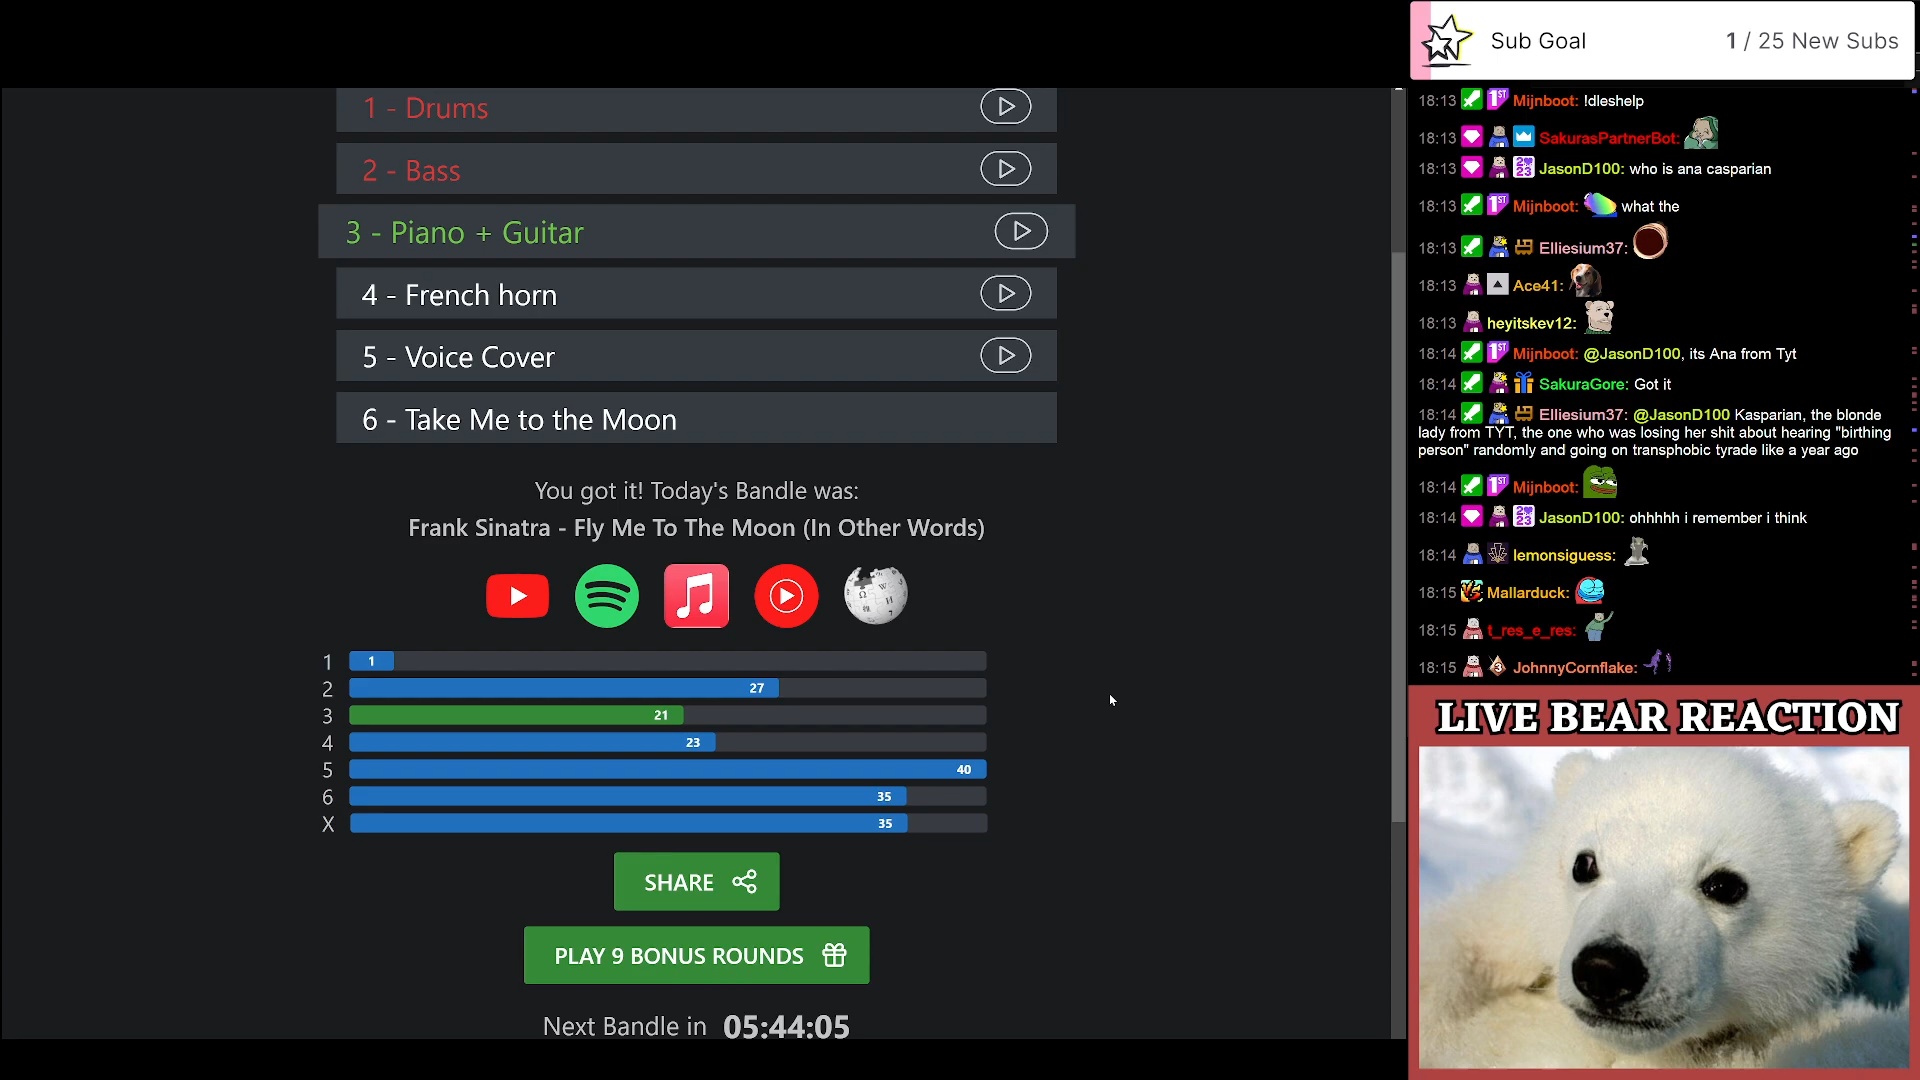 Sub Goal 1 / 25 New Subs
1 - Drums
2 - Bass
3 - Piano + Guitar
4 - French horn
5 - Voice Cover
6 - Take Me to the Moon
You got it! Today's Bandle was:
Frank Sinatra - Fly Me To The Moon (In Other Words)
1 1
2 27
3 21
4 23
5 40
6 35
X 35
SHARE
PLAY 9 BONUS ROUNDS
Next Bandle in 05:44:05
18:13 1ST Mijnboot: !dleshelp
18:13 SakurasPartnerBot:
18:13 JasonD100: who is ana casparian
18:13 1ST Mijnboot: what the
18:13 Elliesium37:
18:13 Ace41:
18:13 heyitskev12:
18:14 1ST Mijnboot: @JasonD100, its Ana from Tyt
18:14 SakuraGore: Got it
18:14 Elliesium37: @JasonD100 Kasparian, the blonde
lady from TYT, the one who was losing her shit about hearing "birthing
person" randomly and going on transphobic tyrade like a year ago
18:14 1ST Mijnboot:
18:14 JasonD100: ohhhhh i remember i think
18:14 lemonsiguess:
18:15 Mallarduck:
18:15 t_res_e_res:
18:15 JohnnyCornflake:
LIVE BEAR REACTION